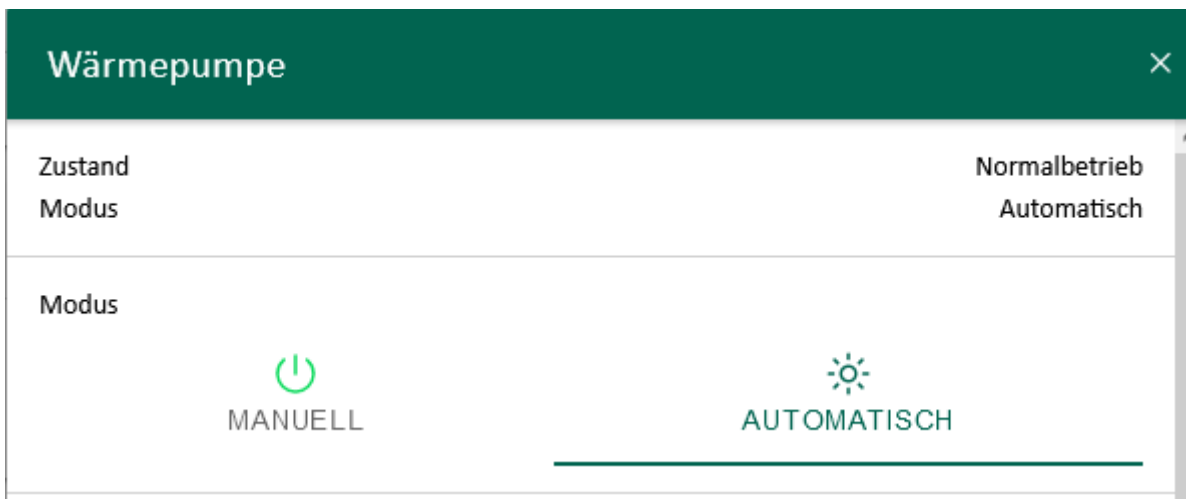 Wärmepumpe
Zustand Normalbetrieb
Modus Automatisch
Modus
MANUELL AUTOMATISCH